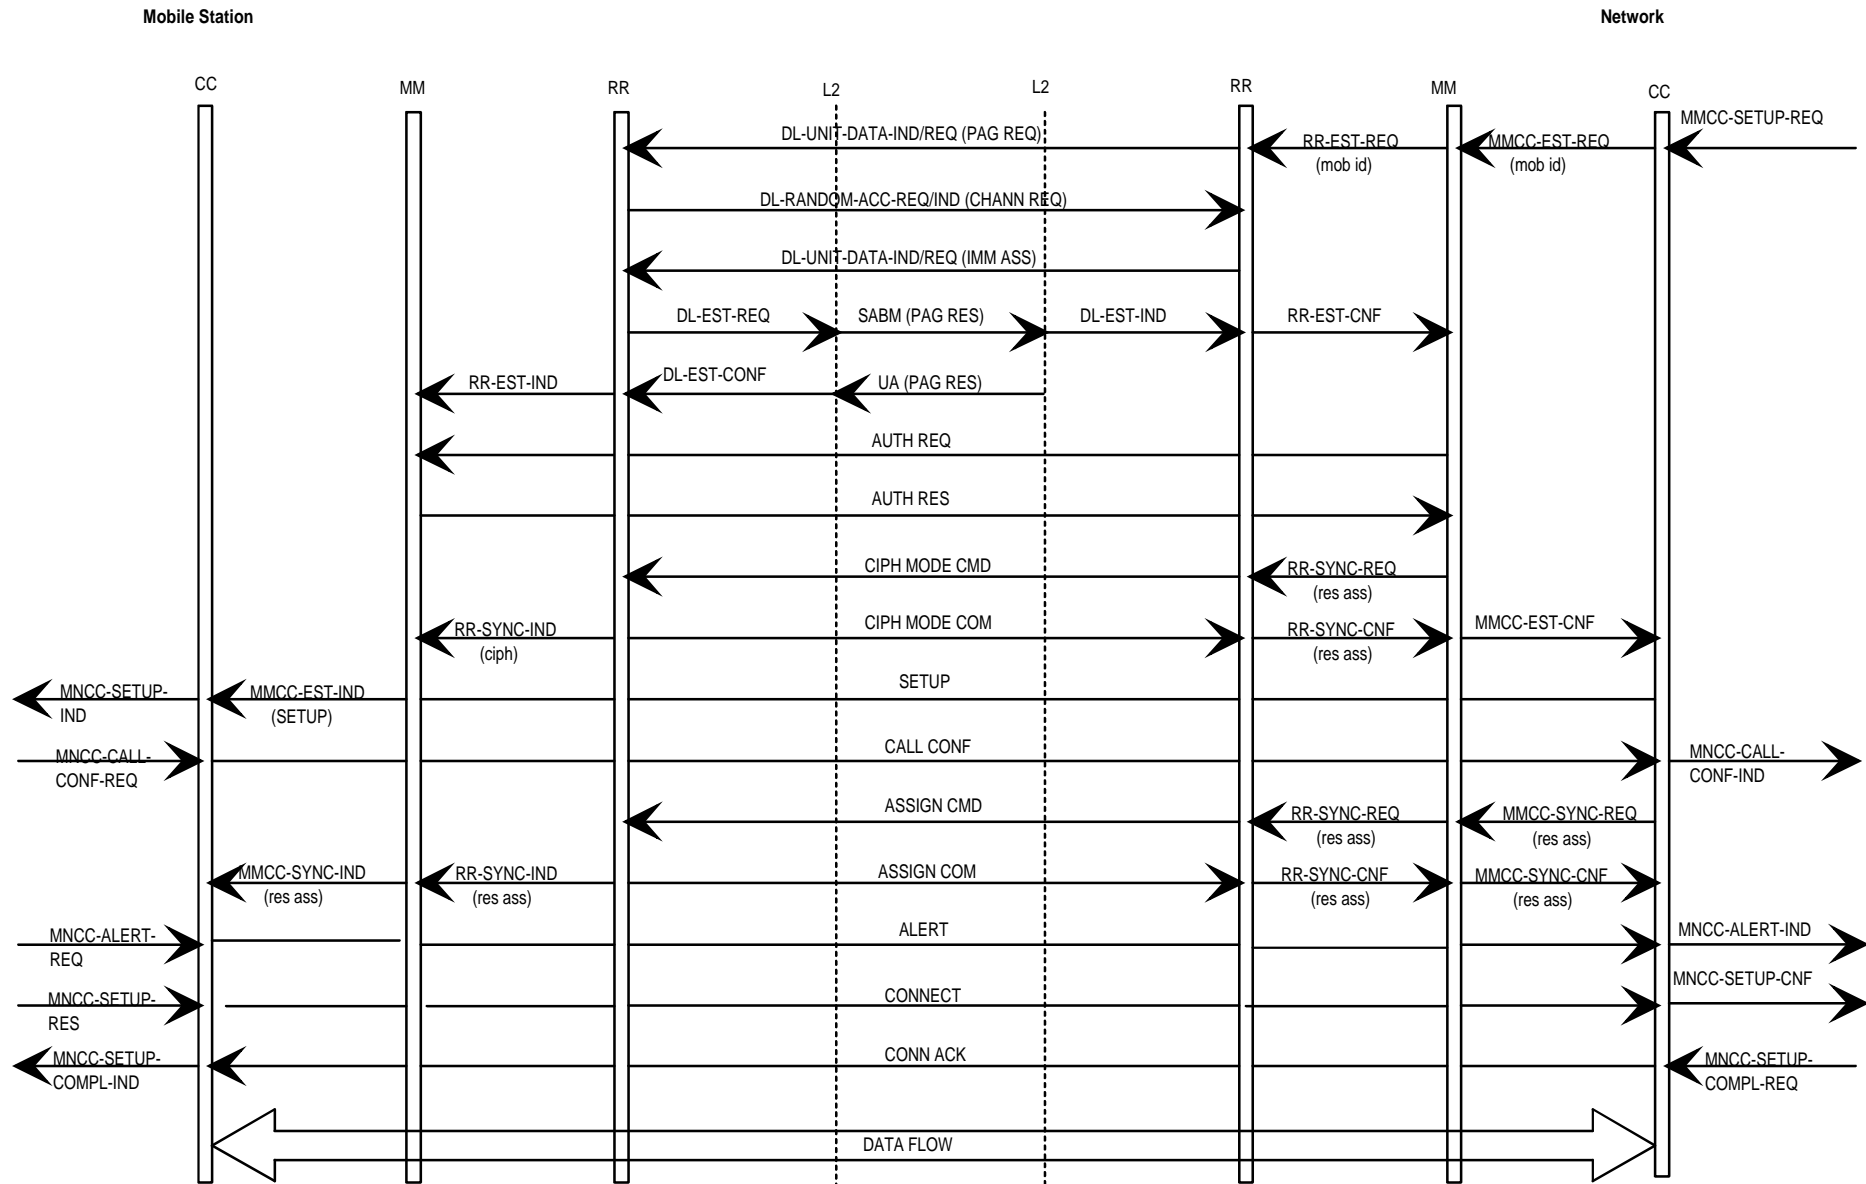 Mobile Station
Network
CC
MM
RR
L2
L2
RR
MM
CC
MMCC-SETUP-REQ
DL-UNIT-DATA-IND/REQ (PAG REQ)
RR-EST-REQ
(mob id)
MMCC-EST-REQ
(mob id)
DL-RANDOM-ACC-REQ/IND (CHANN REQ)
DL-UNIT-DATA-IND/REQ (IMM ASS)
DL-EST-REQ
SABM (PAG RES)
DL-EST-IND
RR-EST-CNF
RR-EST-IND
DL-EST-CONF
UA (PAG RES)
AUTH REQ
AUTH RES
CIPH MODE CMD
RR-SYNC-REQ
(res ass)
RR-SYNC-IND
(ciph)
CIPH MODE COM
RR-SYNC-CNF
(res ass)
MMCC-EST-CNF
MNCC-SETUP-
IND
MMCC-EST-IND
(SETUP)
SETUP
MNCC-CALL-
CONF-REQ
CALL CONF
MNCC-CALL-
CONF-IND
ASSIGN CMD
RR-SYNC-REQ
(res ass)
MMCC-SYNC-REQ
(res ass)
MMCC-SYNC-IND
(res ass)
RR-SYNC-IND
(res ass)
ASSIGN COM
RR-SYNC-CNF
(res ass)
MMCC-SYNC-CNF
(res ass)
MNCC-ALERT-
REQ
ALERT
MNCC-ALERT-IND
MNCC-SETUP-
RES
CONNECT
MNCC-SETUP-CNF
MNCC-SETUP-
COMPL-IND
CONN ACK
MNCC-SETUP-
COMPL-REQ
DATA FLOW